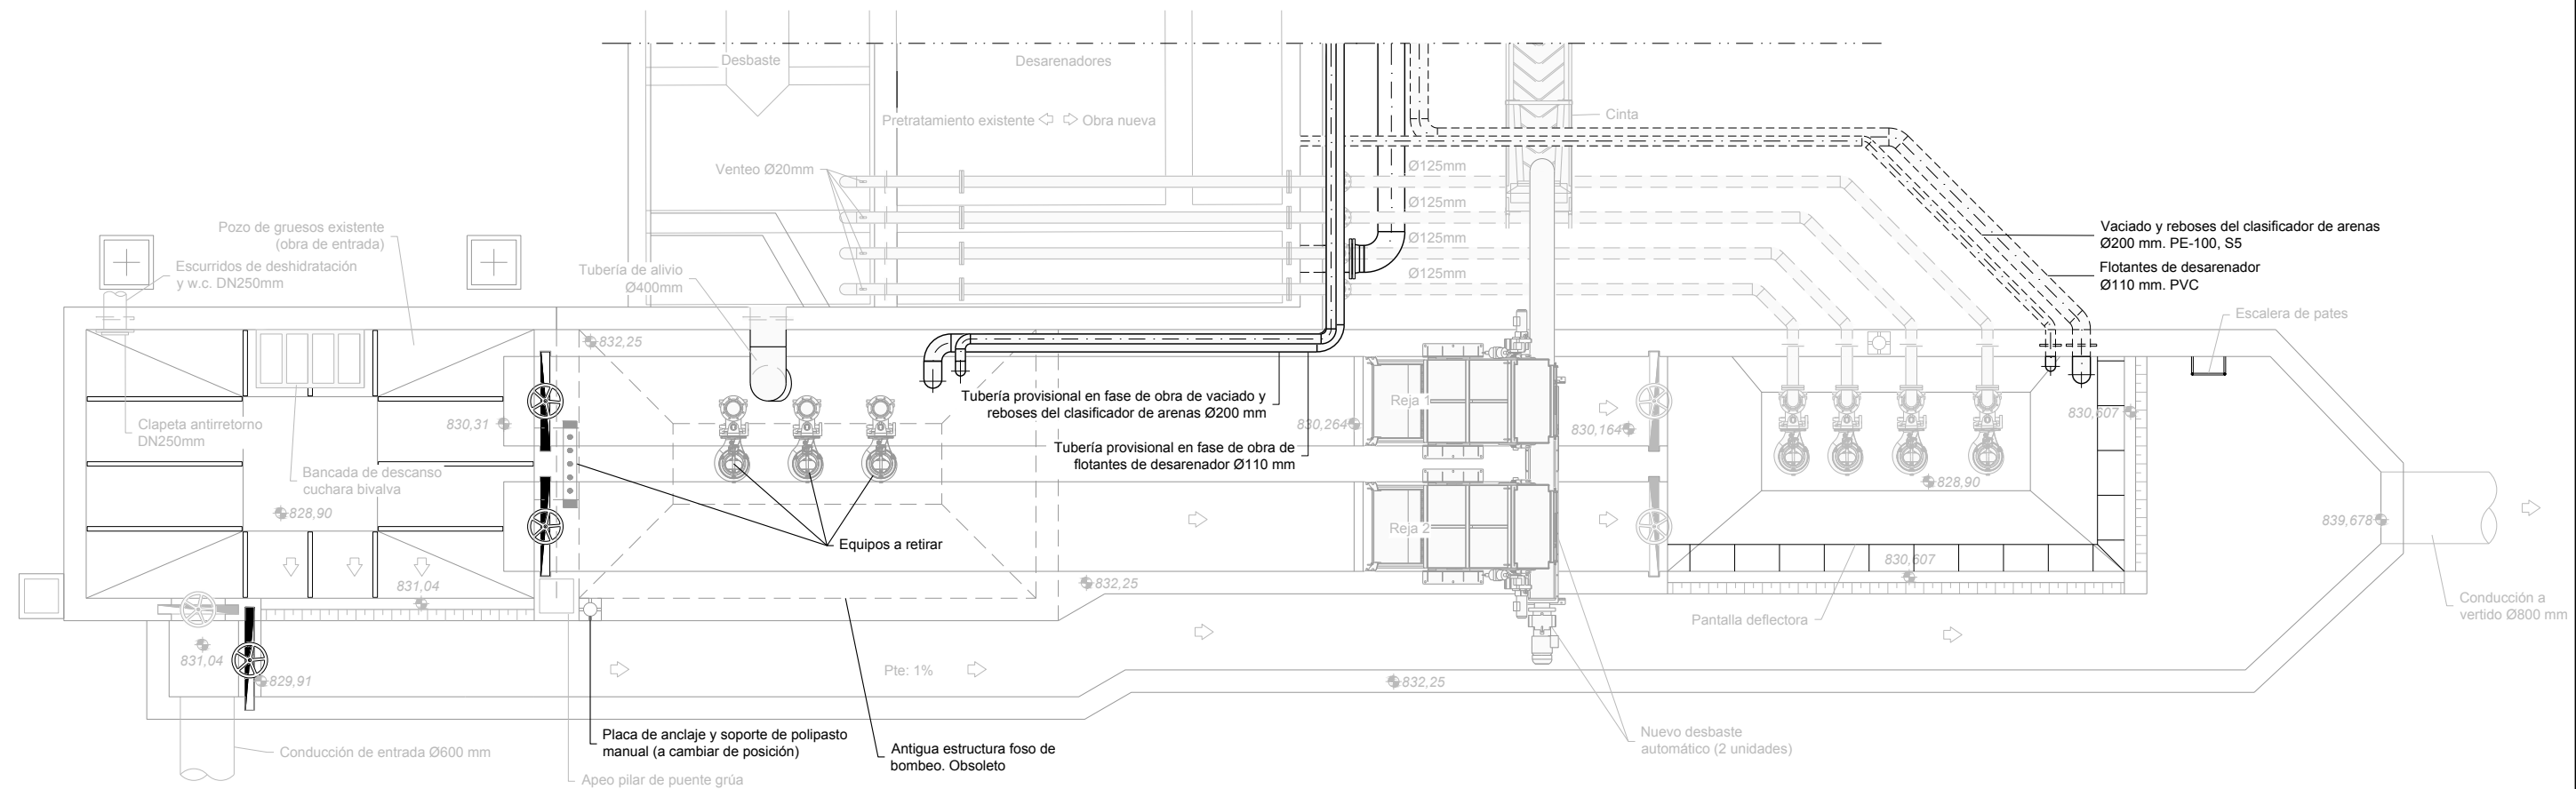 Desbaste
Desarenadores
Pretratamiento existente
Obra nueva
Cinta
Venteo Ø20mm
Ø125mm
Ø125mm
Ø125mm
Ø125mm
Pozo de gruesos existente
(obra de entrada)
Escurridos de deshidratación
y w.c. DN250mm
Tubería de alivio
Ø400mm
Vaciado y reboses del clasificador de arenas
Ø200 mm. PE-100, S5
Flotantes de desarenador
Ø110 mm. PVC
Escalera de pates
832,25
Tubería provisional en fase de obra de vaciado y
reboses del clasificador de arenas Ø200 mm
Tubería provisional en fase de obra de
flotantes de desarenador Ø110 mm
Clapeta antirretorno
DN250mm
830,31
830,264
Reja 1
830,164
830,607
Bancada de descanso
cuchara bivalva
828,90
828,90
Reja 2
839,678
Equipos a retirar
831,04
832,25
830,607
Conducción a
vertido Ø800 mm
Pantalla deflectora
831,04
829,91
Pte: 1%
832,25
Placa de anclaje y soporte de polipasto
manual (a cambiar de posición)
Antigua estructura foso de
bombeo. Obsoleto
Nuevo desbaste
automático (2 unidades)
Conducción de entrada Ø600 mm
Apeo pilar de puente grúa